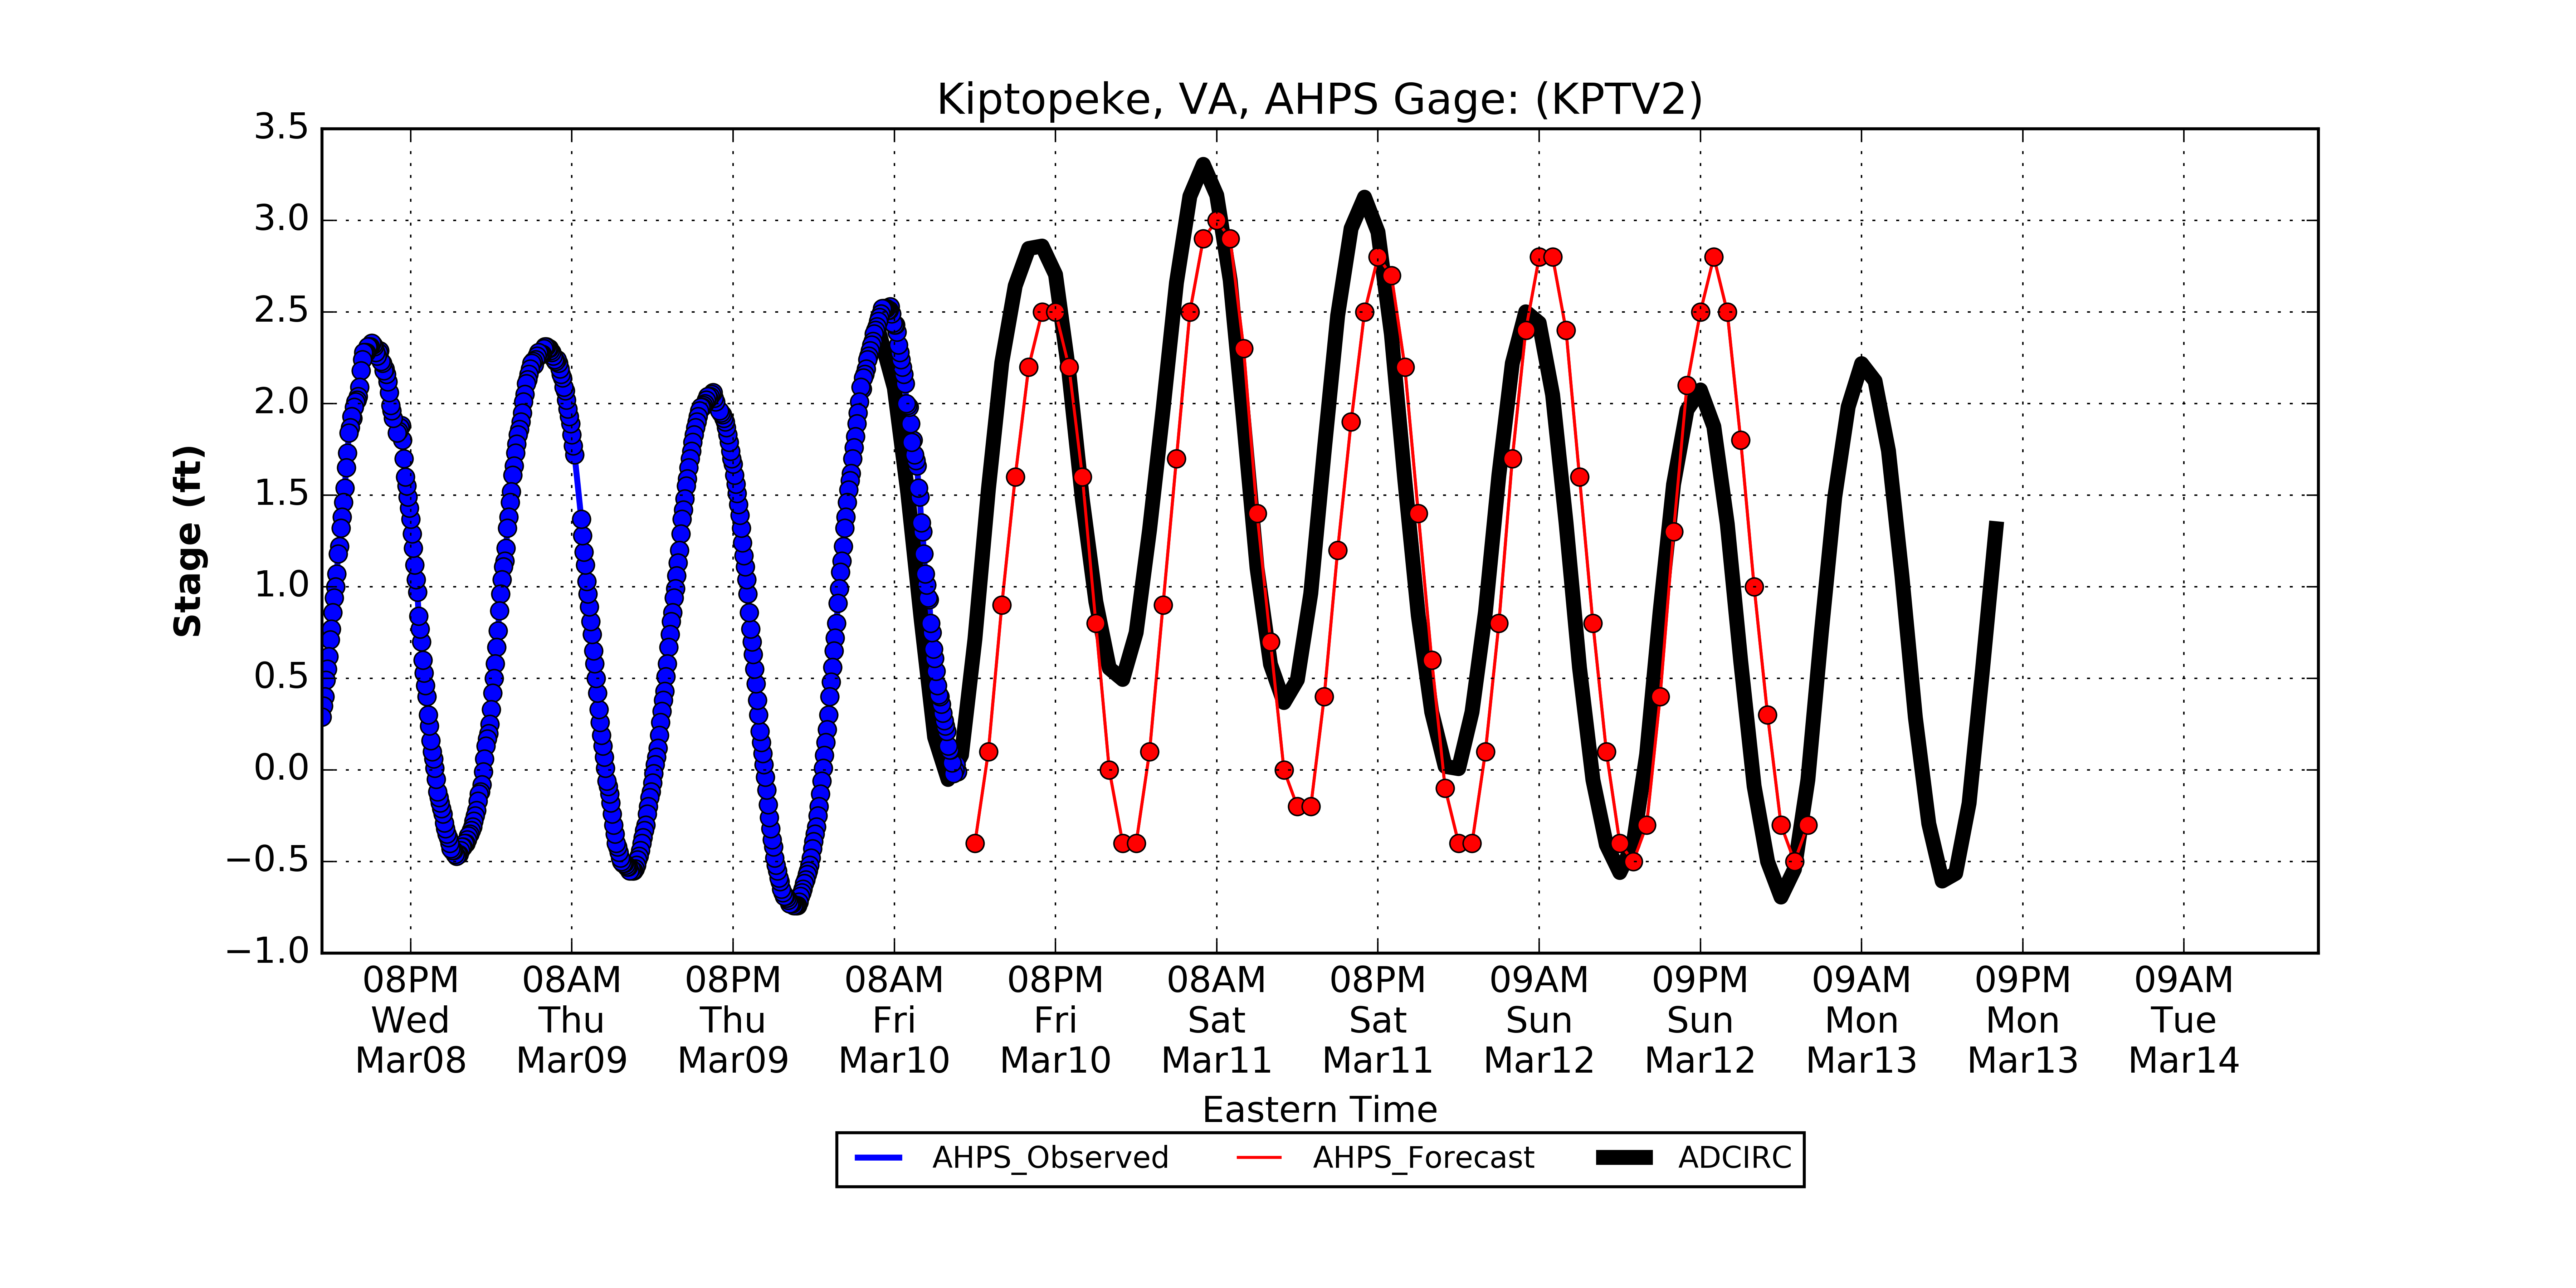 Kiptopeke, VA, AHPS Gage: (KPTV2)
3.5
3.0
2.5
2.0
1.5
1.0
0.5
0.0
−0.5
−1.0
Stage (ft)
08PM 08AM 08PM 08AM 08PM 08AM 08PM 09AM 09PM 09AM 09PM 09AM
Wed Thu Thu Fri Fri Sat Sat Sun Sun Mon Mon Tue
Mar08 Mar09 Mar09 Mar10 Mar10 Mar11 Mar11 Mar12 Mar12 Mar13 Mar13 Mar14
Eastern Time
AHPS_Observed AHPS_Forecast ADCIRC